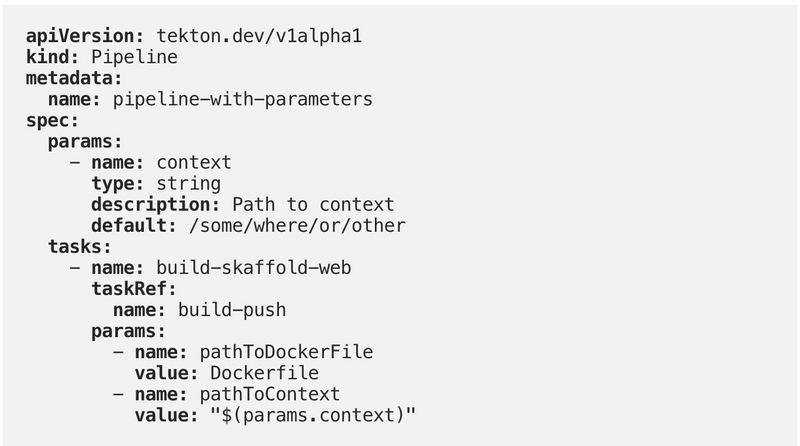 apiVersion: tekton.dev/v1alpha1
kind: Pipeline
metadata:
  name: pipeline-with-parameters
spec:
  params:
    - name: context
      type: string
      description: Path to context
      default: /some/where/or/other
  tasks:
    - name: build-skaffold-web
      taskRef:
        name: build-push
      params:
        - name: pathToDockerFile
          value: Dockerfile
        - name: pathToContext
          value: "$(params.context)"